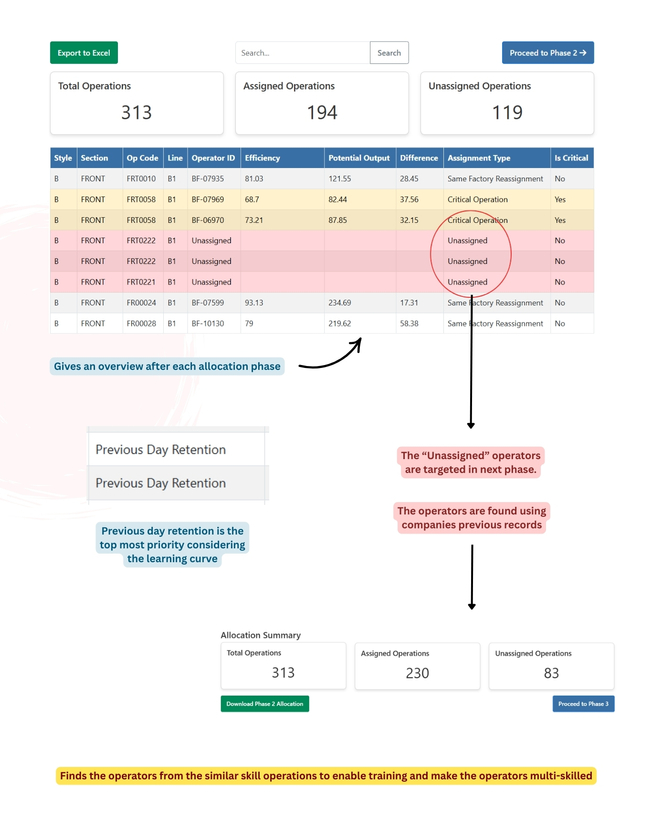 Export to Excel
Search...
Search
Proceed to Phase 2 →
Total Operations
313
Assigned Operations
194
Unassigned Operations
119
Style Section Op Code Line Operator ID Efficiency Potential Output Difference Assignment Type Is Critical
B FRONT FRT0010 B1 BF-07935 81.03 121.55 28.45 Same Factory Reassignment No
B FRONT FRT0058 B1 BF-07969 68.7 82.44 37.56 Critical Operation Yes
B FRONT FRT0058 B1 BF-06970 73.21 87.85 32.15 Critical Operation Yes
B FRONT FRT0222 B1 Unassigned Unassigned No
B FRONT FRT0222 B1 Unassigned Unassigned No
B FRONT FRT0221 B1 Unassigned Unassigned No
B FRONT FR00024 B1 BF-07599 93.13 234.69 17.31 Same Factory Reassignment No
B FRONT FR00028 B1 BF-10130 79 219.62 58.38 Same Factory Reassignment No
Gives an overview after each allocation phase
Previous Day Retention
Previous Day Retention
Previous day retention is the
top most priority considering
the learning curve
The “Unassigned” operators
are targeted in next phase.
The operators are found using
companies previous records
Allocation Summary
Total Operations
313
Assigned Operations
230
Unassigned Operations
83
Download Phase 2 Allocation
Proceed to Phase 3
Finds the operators from the similar skill operations to enable training and make the operators multi-skilled